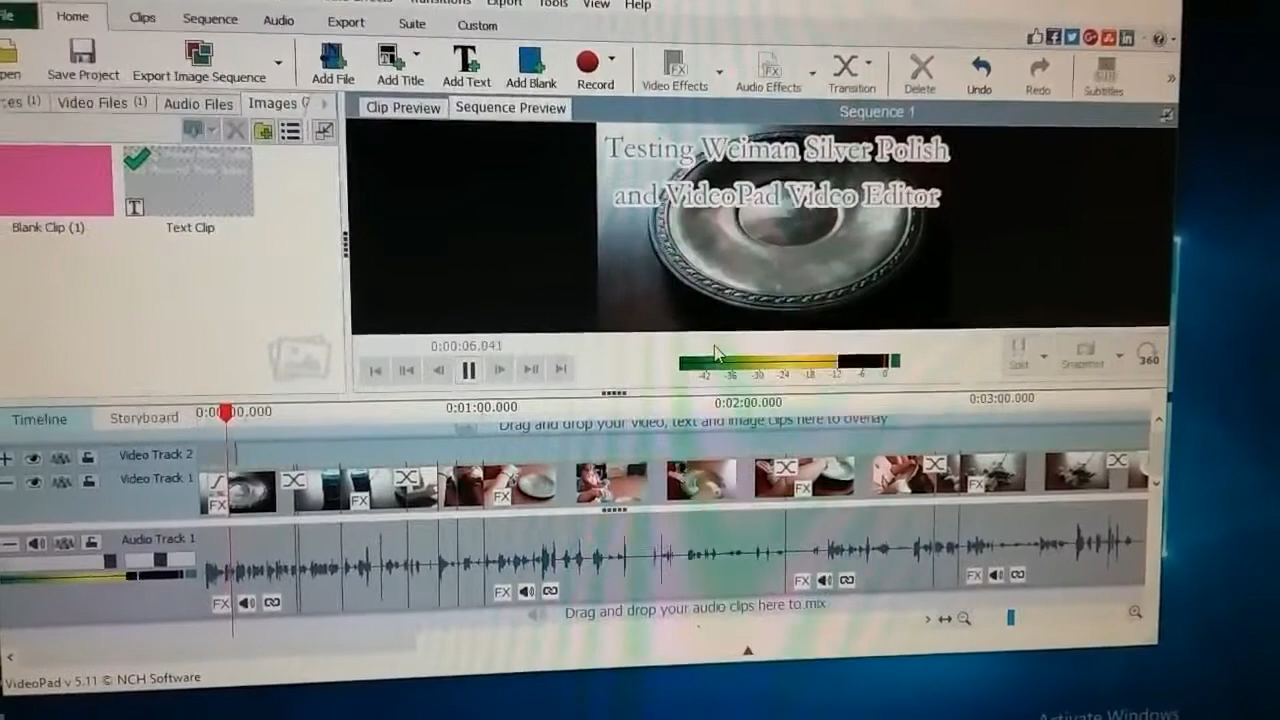 Export Tools View Help
File Home Clips Sequence Audio Export Suite Custom
Save Project Export Image Sequence Add File Add Title Add Text Add Blank Record Video Effects Audio Effects Transition Delete Undo Redo Subtitles
(1) Video Files (1) Audio Files Images Clip Preview Sequence Preview Sequence 1
Testing Weiman Silver Polish
and VideoPad Video Editor
T
Blank Clip (1) Text Clip
0:00:06.041
360
Split Snapshot
-42 -36 -30 -24 -18 -12 -6 0
Timeline Storyboard 0:00:00,000 0:01:00.000 0:02:00.000 0:03:00.000
Drag and drop your video, text and image clips here to overlay
Video Track 2
Video Track 1
FX FX FX FX FX
Audio Track 1
FX FX FX FX
Drag and drop your audio clips here to mix
VideoPad v 5.11 © NCH Software
Activate Windows